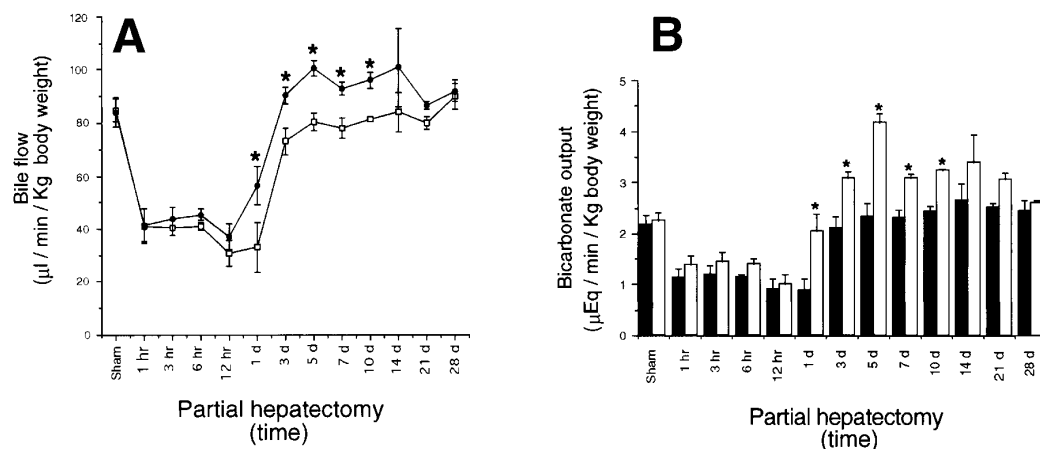 A
Bile flow
(μl / min / Kg body weight)
120
100
80
60
40
20
0
* * * * *
Sham
1 hr
3 hr
6 hr
12 hr
1 d
3 d
5 d
7 d
10 d
14 d
21 d
28 d
Partial hepatectomy
(time)
B
Bicarbonate output
(μEq / min / Kg body weight)
5
4
3
2
1
0
* * * * *
Sham
1 hr
3 hr
6 hr
12 hr
1 d
3 d
5 d
7 d
10 d
14 d
21 d
28 d
Partial hepatectomy
(time)